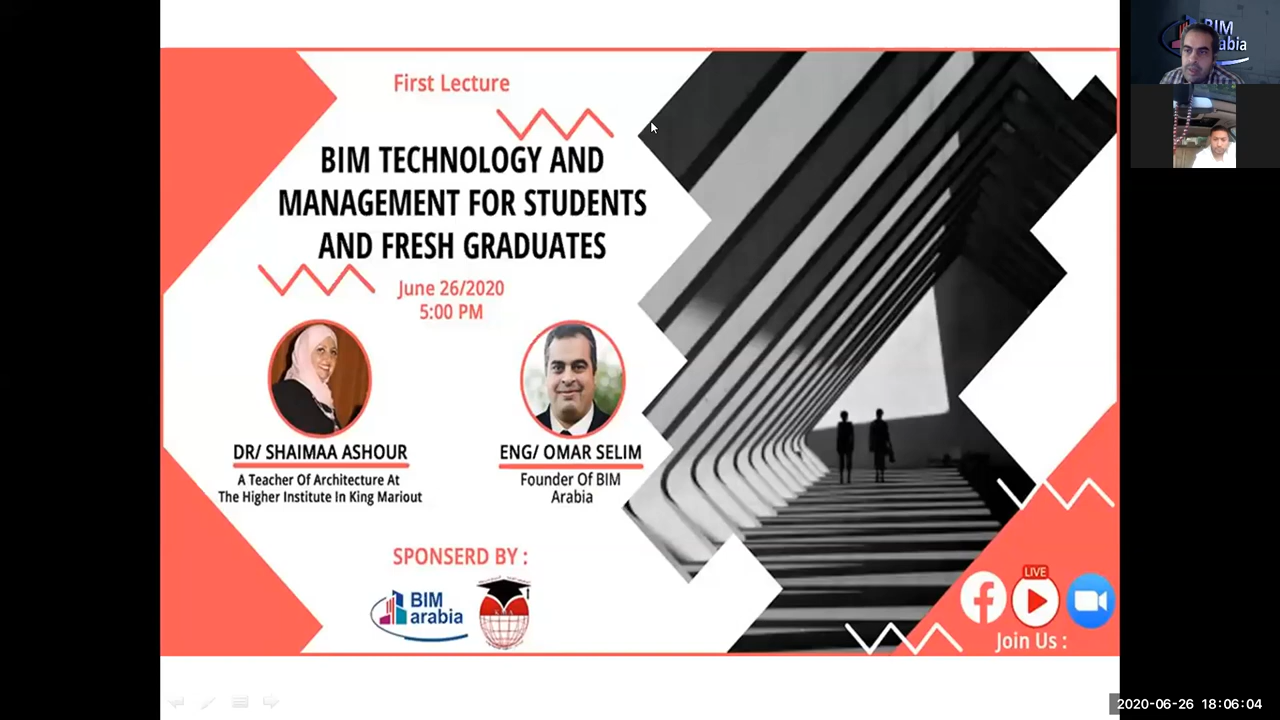 First Lecture
BIM TECHNOLOGY AND
MANAGEMENT FOR STUDENTS
AND FRESH GRADUATES
June 26/2020
5:00 PM
DR/ SHAIMAA ASHOUR
A Teacher Of Architecture At
The Higher Institute In King Mariout
ENG/ OMAR SELIM
Founder Of BIM
Arabia
SPONSERD BY :
BIM
arabia
LIVE
Join Us :
BIM
arabia
2020-06-26 18:06:04